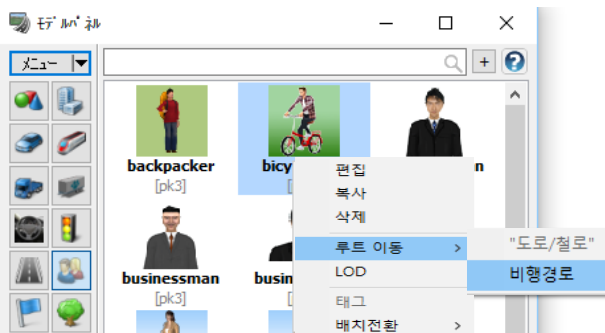 ﾓﾃﾞﾙﾊﾟﾈﾙ
ﾒﾆｭｰ
+
?
backpacker
[pk3]
bicy
n
편집
복사
삭제
루트 이동 >
"도로/철로"
비행경로
LOD
businessman
[pk3]
busin
태그
배치전환 >